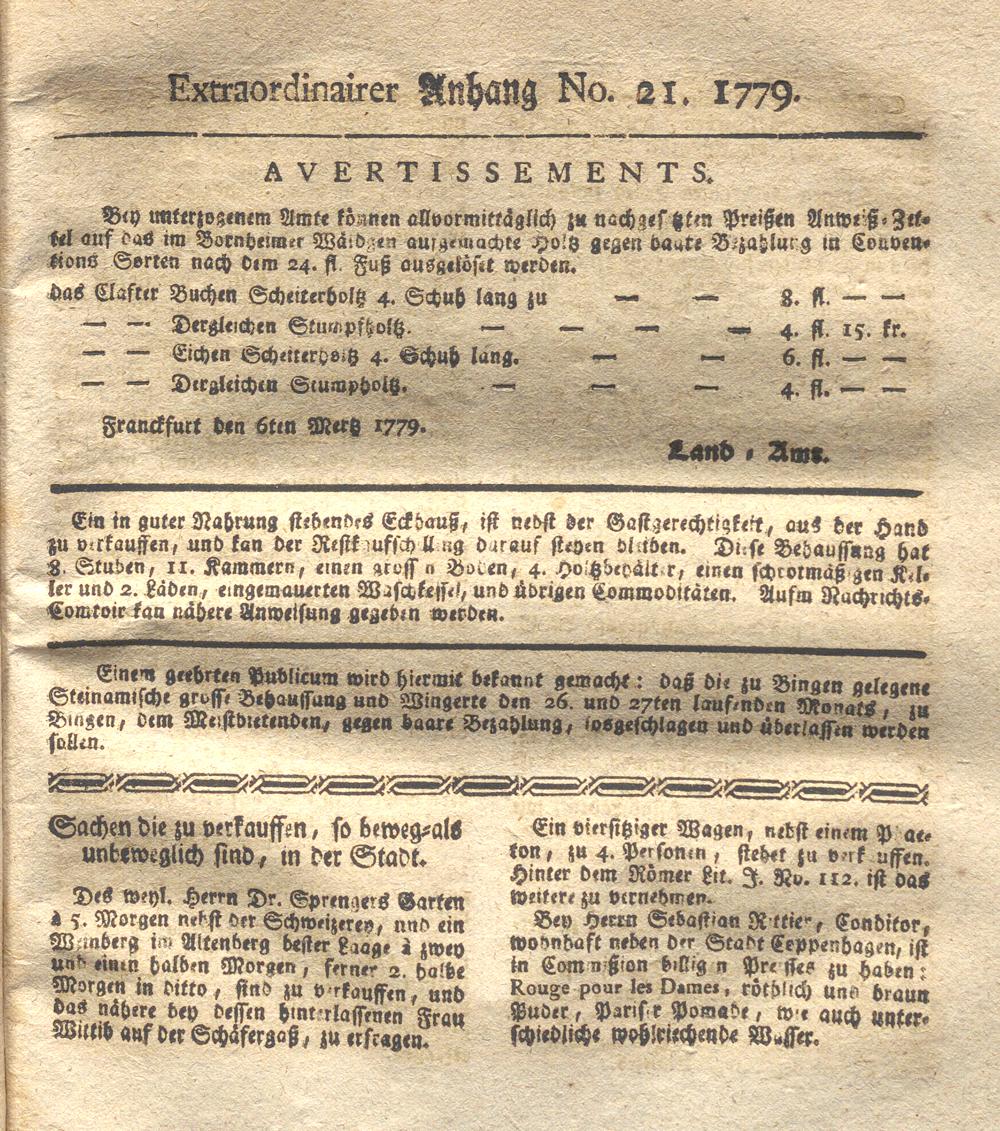 Extraordinairer Anhang No. 21. 1779.
AVERTISSEMENTS.
Bey unterzogenem Amte können allvormittäglich zu nachgesetzten Preißen Anweiß-Zet-
tel auf das im Bornheimer Wäldgen aufgemachte Holtz gegen baare Bezahlung in Conven-
tions Sorten nach dem 24. fl. Fuß ausgelöset werden.
das Clafter Buchen Scheiterholtz 4. Schuh lang zu — — 8. fl. — —
— — Dergleichen Stumpfholtz. — — — — 4. fl. 15. kr.
— — Eichen Scheiterholtz 4. Schuh lang. — — 6. fl. — —
— — Dergleichen Stumpholtz. — — — 4. fl. — —
Franckfurt den 6ten Mertz 1779.
Land-Amt.
Ein in guter Nahrung stehendes Eckhauß, ist nebst der Gastgerechtigkeit, aus der Hand
zu verkauffen, und kan der Restkaufschilling darauf stehen bleiben. Diese Behaussung hat
8. Stuben, 11. Kammern, einen grossen Boden, 4. Holtzbehälter, einen schrotmäßigen Kel-
ler und 2. Läden, eingemauerten Waschkessel, und übrigen Commoditäten. Aufm Nachrichts-
Comtoir kan nähere Anweisung gegeben werden.
Einem geehrten Publicum wird hiermit bekannt gemacht: daß die zu Bingen gelegene
Steinamische grosse Behaussung und Wingerte den 26. und 27ten laufenden Monats, zu
Bingen, dem Meistbietenden, gegen baare Bezahlung, losgeschlagen und überlassen werden
sollen.
Sachen die zu verkauffen, so beweg-als
unbeweglich sind, in der Stadt.
Des weyl. Herrn Dr. Sprengers Garten
à 5. Morgen nebst der Schweizerey, und ein
Weinberg im Altenberg bester Laage à zwey
und einen halben Morgen, ferner 2. halbe
Morgen in ditto, sind zu verkauffen, und
das nähere bey dessen hinterlassenen Frau
Wittib auf der Schäfergaß, zu erfragen.
Ein viersitziger Wagen, nebst einem Phae-
ton, zu 4. Personen, stehet zu verkauffen.
Hinter dem Römer Lit. J. No. 112. ist das
weitere zu vernehmen.
Bey Herrn Sebastian Rittier, Conditor,
wohnhaft neben der Stadt Coppenhagen, ist
in Commißion billigen Preisses zu haben:
Rouge pour les Dames, röthlich und braun
Puder, Pariser Pomade, wie auch unter-
schiedliche wohlriechende Wasser.